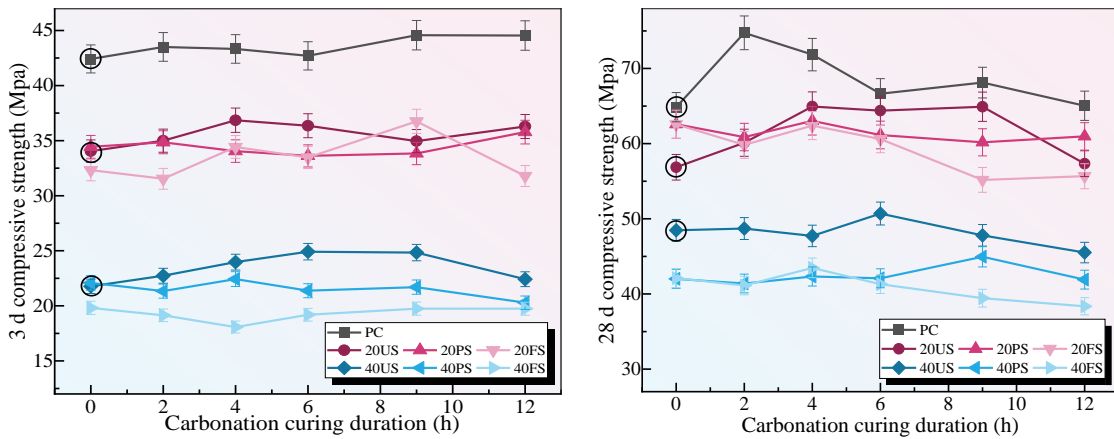 45
40
35
30
25
20
15
3 d compressive strength (Mpa)
PC
20US 20PS 20FS
40US 40PS 40FS
0 2 4 6 8 10 12
Carbonation curing duration (h)
70
60
50
40
30
28 d compressive strength (Mpa)
PC
20US 20PS 20FS
40US 40PS 40FS
0 2 4 6 8 10 12
Carbonation curing duration (h)